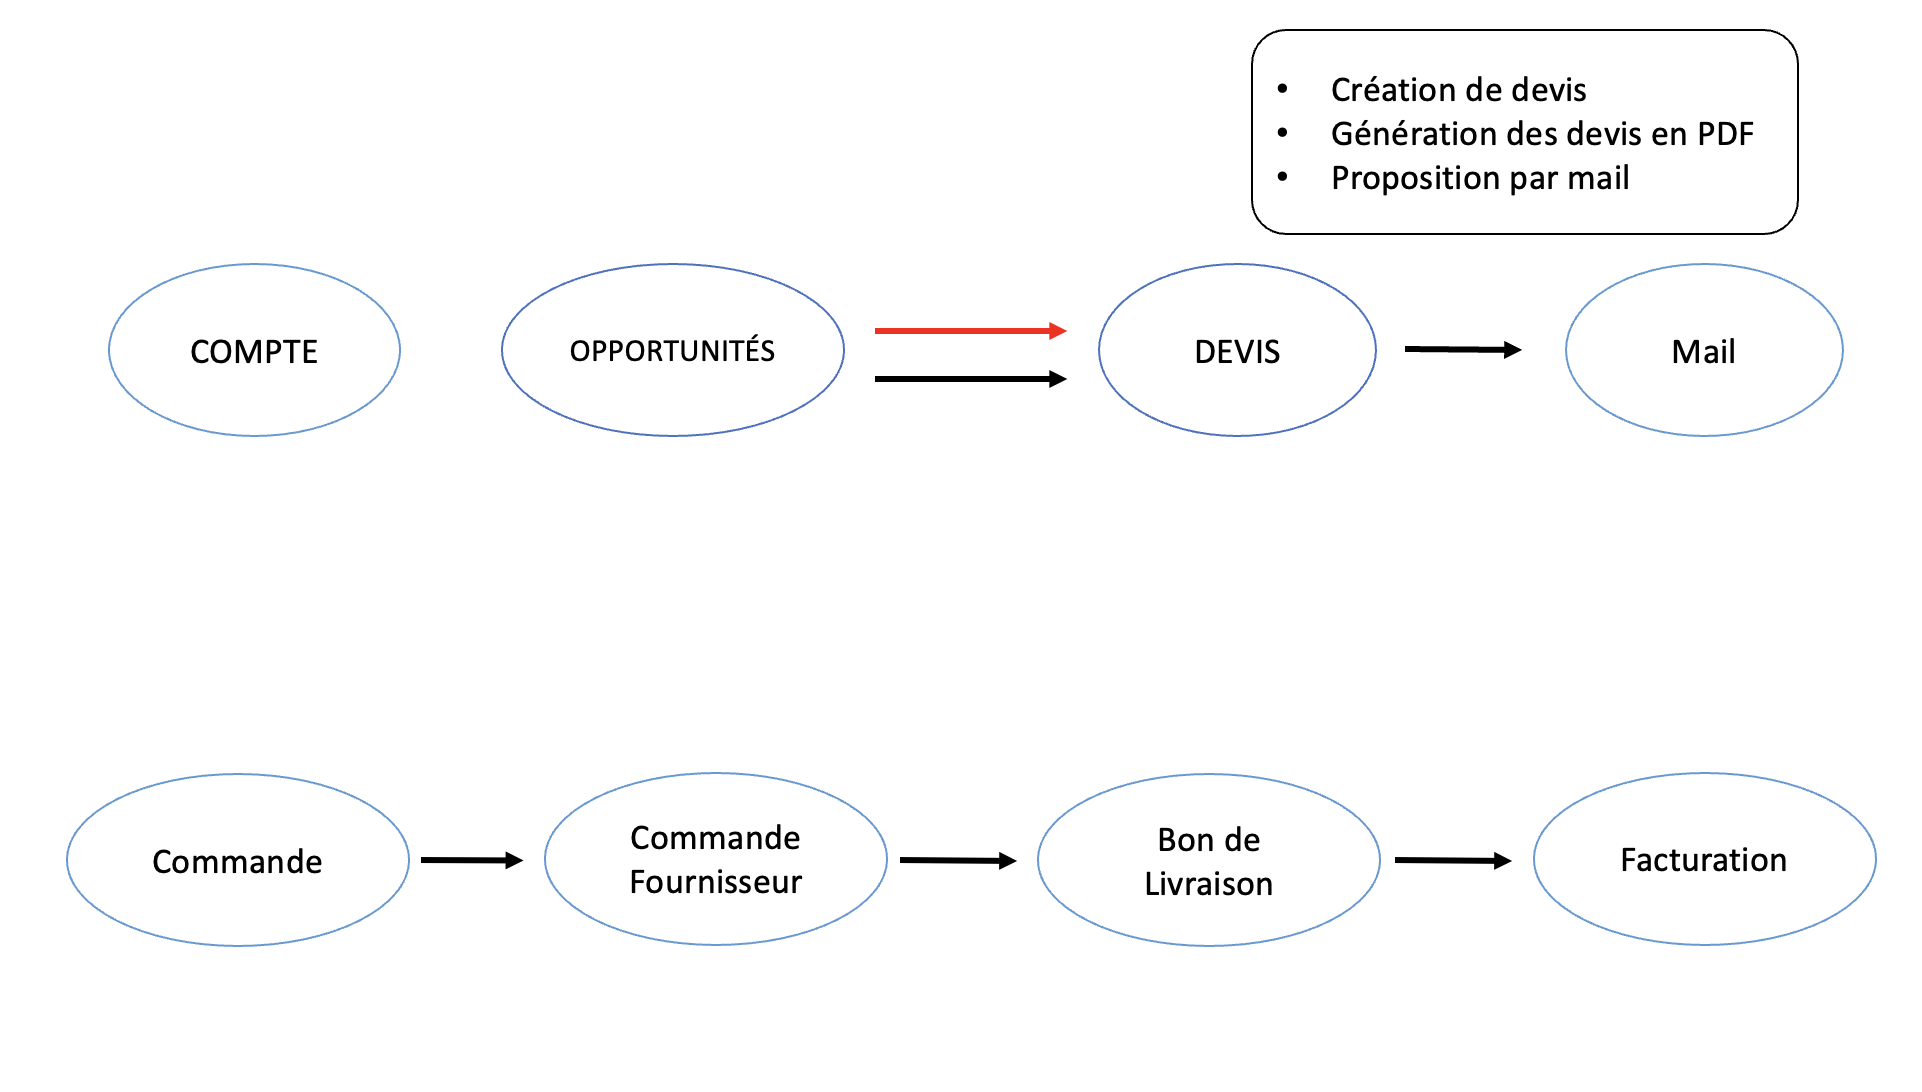 • Création de devis
• Génération des devis en PDF
• Proposition par mail
COMPTE
OPPORTUNITÉS
DEVIS
Mail
Commande
Commande
Fournisseur
Bon de
Livraison
Facturation